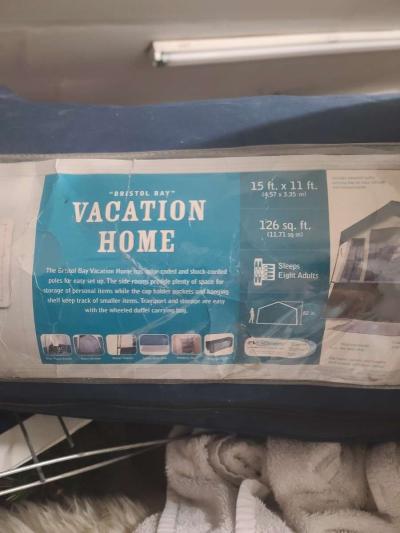 "BRISTOL BAY"
VACATION
HOME
The Bristol Bay Vacation Home has color-coded and shock-corded
poles for easy set up. The side rooms provide plenty of space for
storage of personal items while the cup holder pockets and hanging
shelf keep track of smaller items. Transport and storage are easy
with the wheeled duffel carrying bag.
15 ft. x 11 ft.
(4.57 x 3.35 m)
126 sq. ft.
(11.71 sq m)
Sleeps
Eight Adults
82 in.